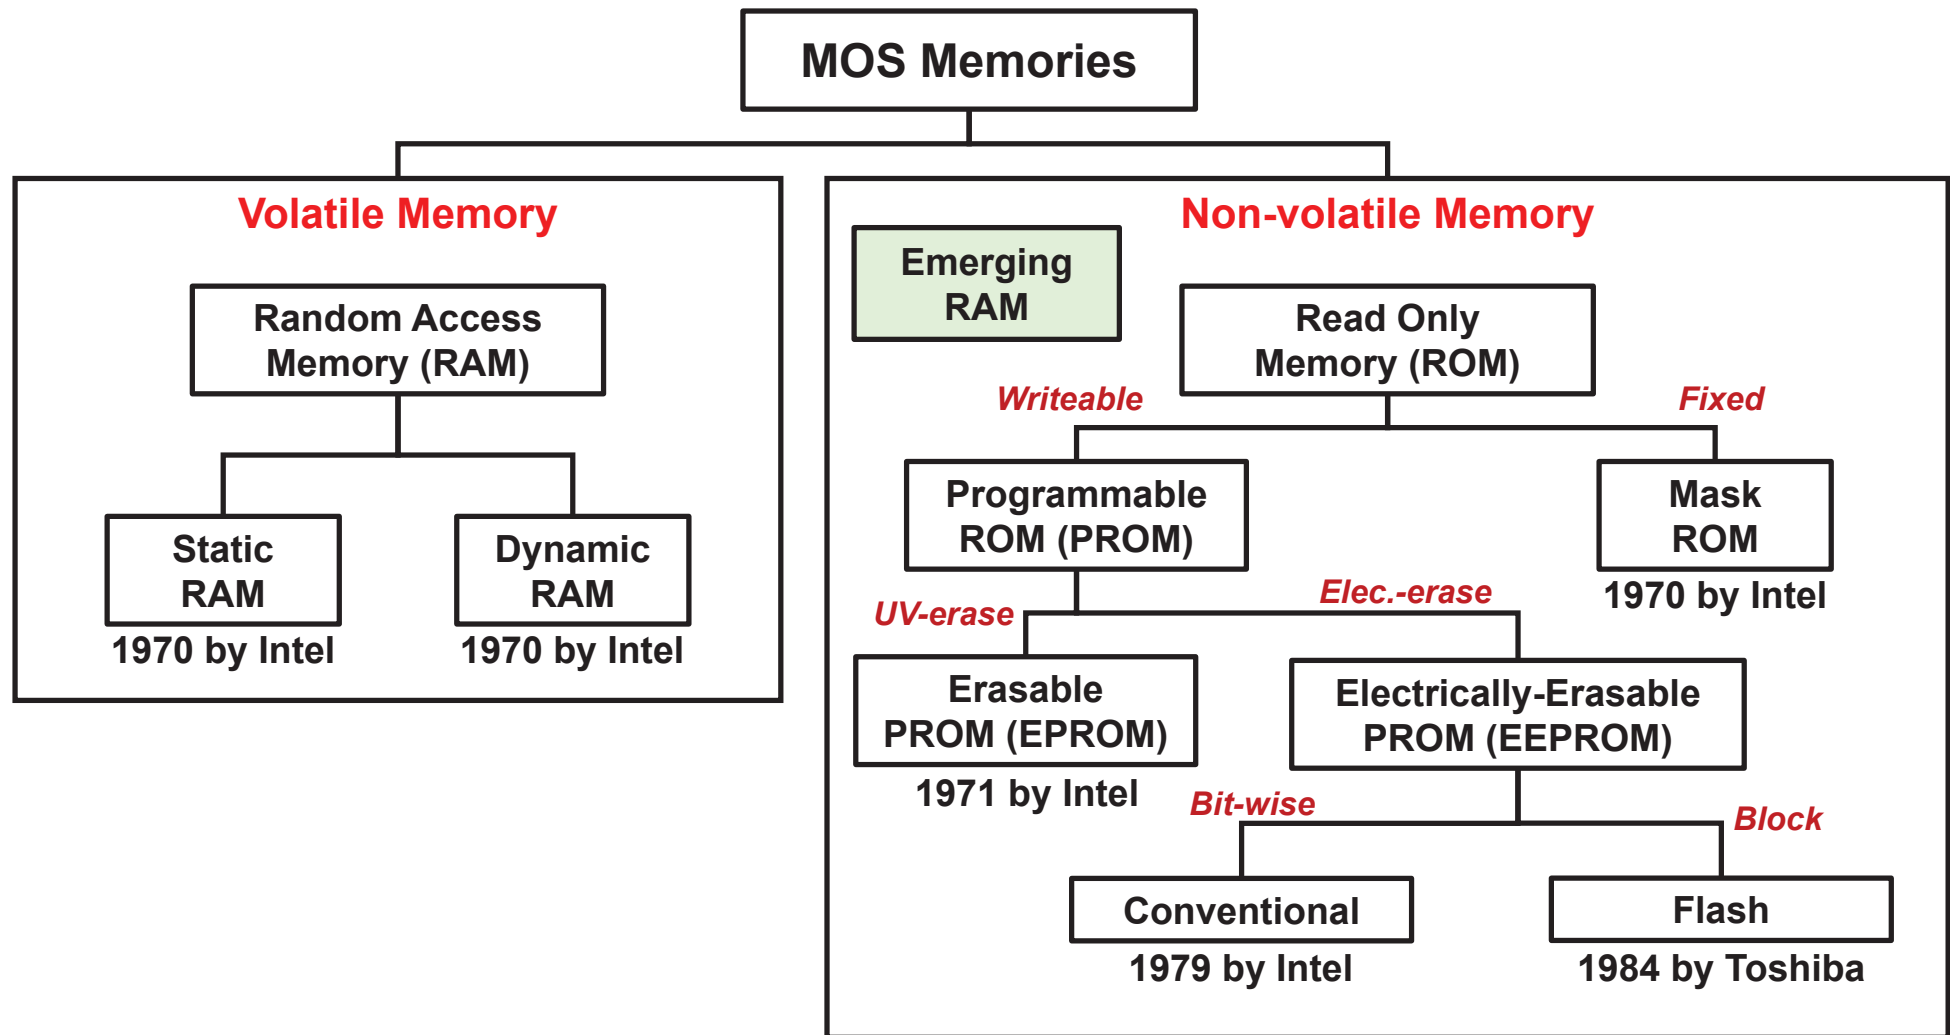 MOS Memories
Volatile Memory
Random Access
Memory (RAM)
Static
RAM
1970 by Intel
Dynamic
RAM
1970 by Intel
Non-volatile Memory
Emerging
RAM
Read Only
Memory (ROM)
Writeable
Fixed
Programmable
ROM (PROM)
Mask
ROM
1970 by Intel
UV-erase
Elec.-erase
Erasable
PROM (EPROM)
1971 by Intel
Electrically-Erasable
PROM (EEPROM)
Bit-wise
Block
Conventional
1979 by Intel
Flash
1984 by Toshiba